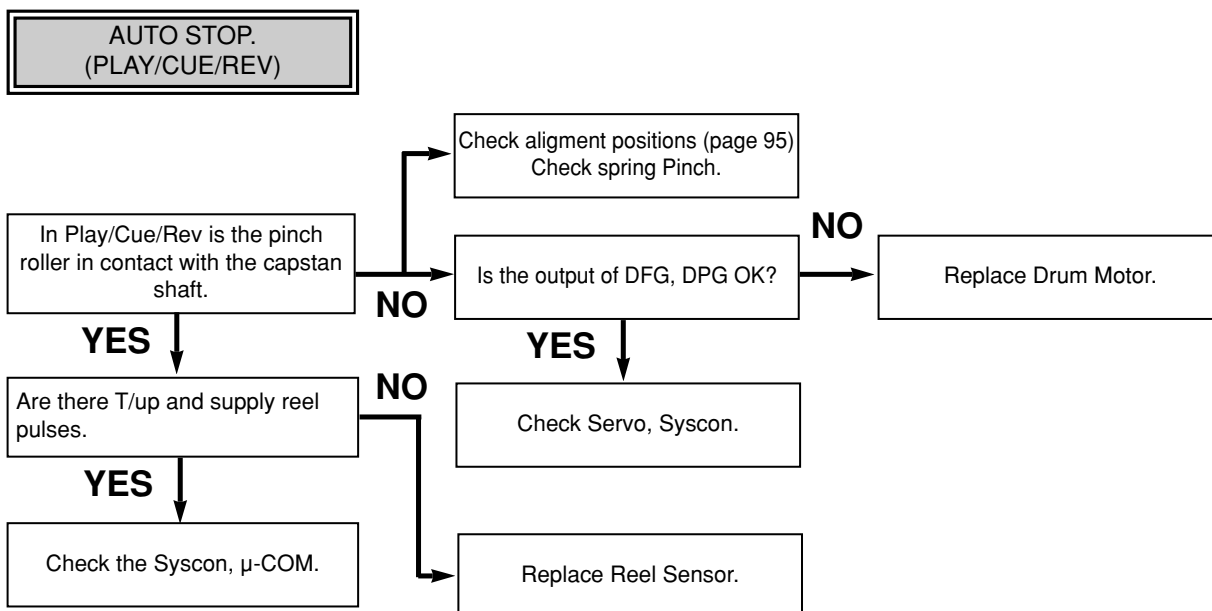 AUTO STOP.
(PLAY/CUE/REV)
Check aligment positions (page 95)
Check spring Pinch.
In Play/Cue/Rev is the pinch
roller in contact with the capstan
shaft.
NO
Is the output of DFG, DPG OK?
NO
Replace Drum Motor.
YES
YES
Are there T/up and supply reel
pulses.
NO
Check Servo, Syscon.
YES
Check the Syscon, µ-COM.
Replace Reel Sensor.